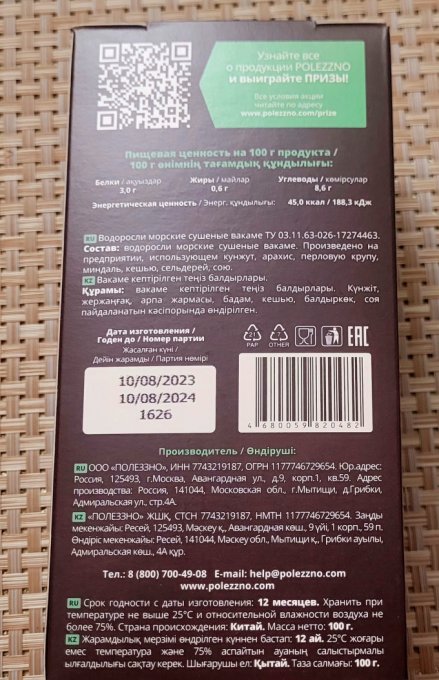 Узнайте все
о продукции POLEZZNO
и выиграйте ПРИЗЫ!
Все условия акции
читайте по адресу
www.polezzno.com/prize
Пищевая ценность на 100 г продукта /
100 г өнімнің тағамдық құндылығы:
Белки / ақуыздар
3,0 г
Жиры / майлар
0,6 г
Углеводы / көмірсулар
8,6 г
Энергетическая ценность / Энерг. құндылығы:
45,0 ккал / 188,3 кДж
RU Водоросли морские сушеные вакаме ТУ 03.11.63-026-17274463.
Состав: водоросли морские сушеные вакаме. Произведено на
предприятии, использующем кунжут, арахис, перловую крупу,
миндаль, кешью, сельдерей, сою.
KZ Вакаме кептірілген теңіз балдырлары.
Құрамы: вакаме кептірілген теңіз балдырлары. Күнжіт,
жержаңғақ, арпа жармасы, бадам, кешью, балдыркөк, соя
пайдаланатын кәсіпорында өндірілген.
Дата изготовления /
Годен до / Номер партии
Жасалған күні /
Дейін жарамды / Партия нөмірі
21
PAP
7
OTHER
EAC
10/08/2023
10/08/2024
1626
4 680059 820482
Производитель / Өндіруші:
RU ООО «ПОЛЕЗЗНО», ИНН 7743219187, ОГРН 1177746729654. Юр.адрес:
Россия, 125493, г.Москва, Авангардная ул., д.9, корп.1, кв.59. Адрес
производства: Россия, 141044, Московская обл., г.Мытищи, д.Грибки,
Адмиральская ул., стр.4А.
KZ «ПОЛЕЗЗНО» ЖШҚ, СТСН 7743219187, НМТН 1177746729654. Заңды
мекенжайы: Ресей, 125493, Маскеу қ., Авангардная көш., 9 үйі, 1 корп., 59 п.
Өндіріс мекенжайы: Ресей, 141044, Маскеу обл., Мытищи қ., Грибки ауылы,
Адмиральская көш., 4А құр.
Тел.: 8 (800) 700-49-08 E-mail: help@polezzno.com
www.polezzno.com
RU Срок годности с даты изготовления: 12 месяцев. Хранить при
температуре не выше 25°С и относительной влажности воздуха не
более 75%. Страна происхождения: Китай. Масса нетто: 100 г.
KZ Жарамдылық мерзімі өндірілген күннен бастап: 12 ай. 25°С жоғары
емес температура және 75% аспайтын ауаның салыстырмалы
ылғалдылығы сақтау керек. Шығарушы ел: Қытай. Таза салмағы: 100 г.